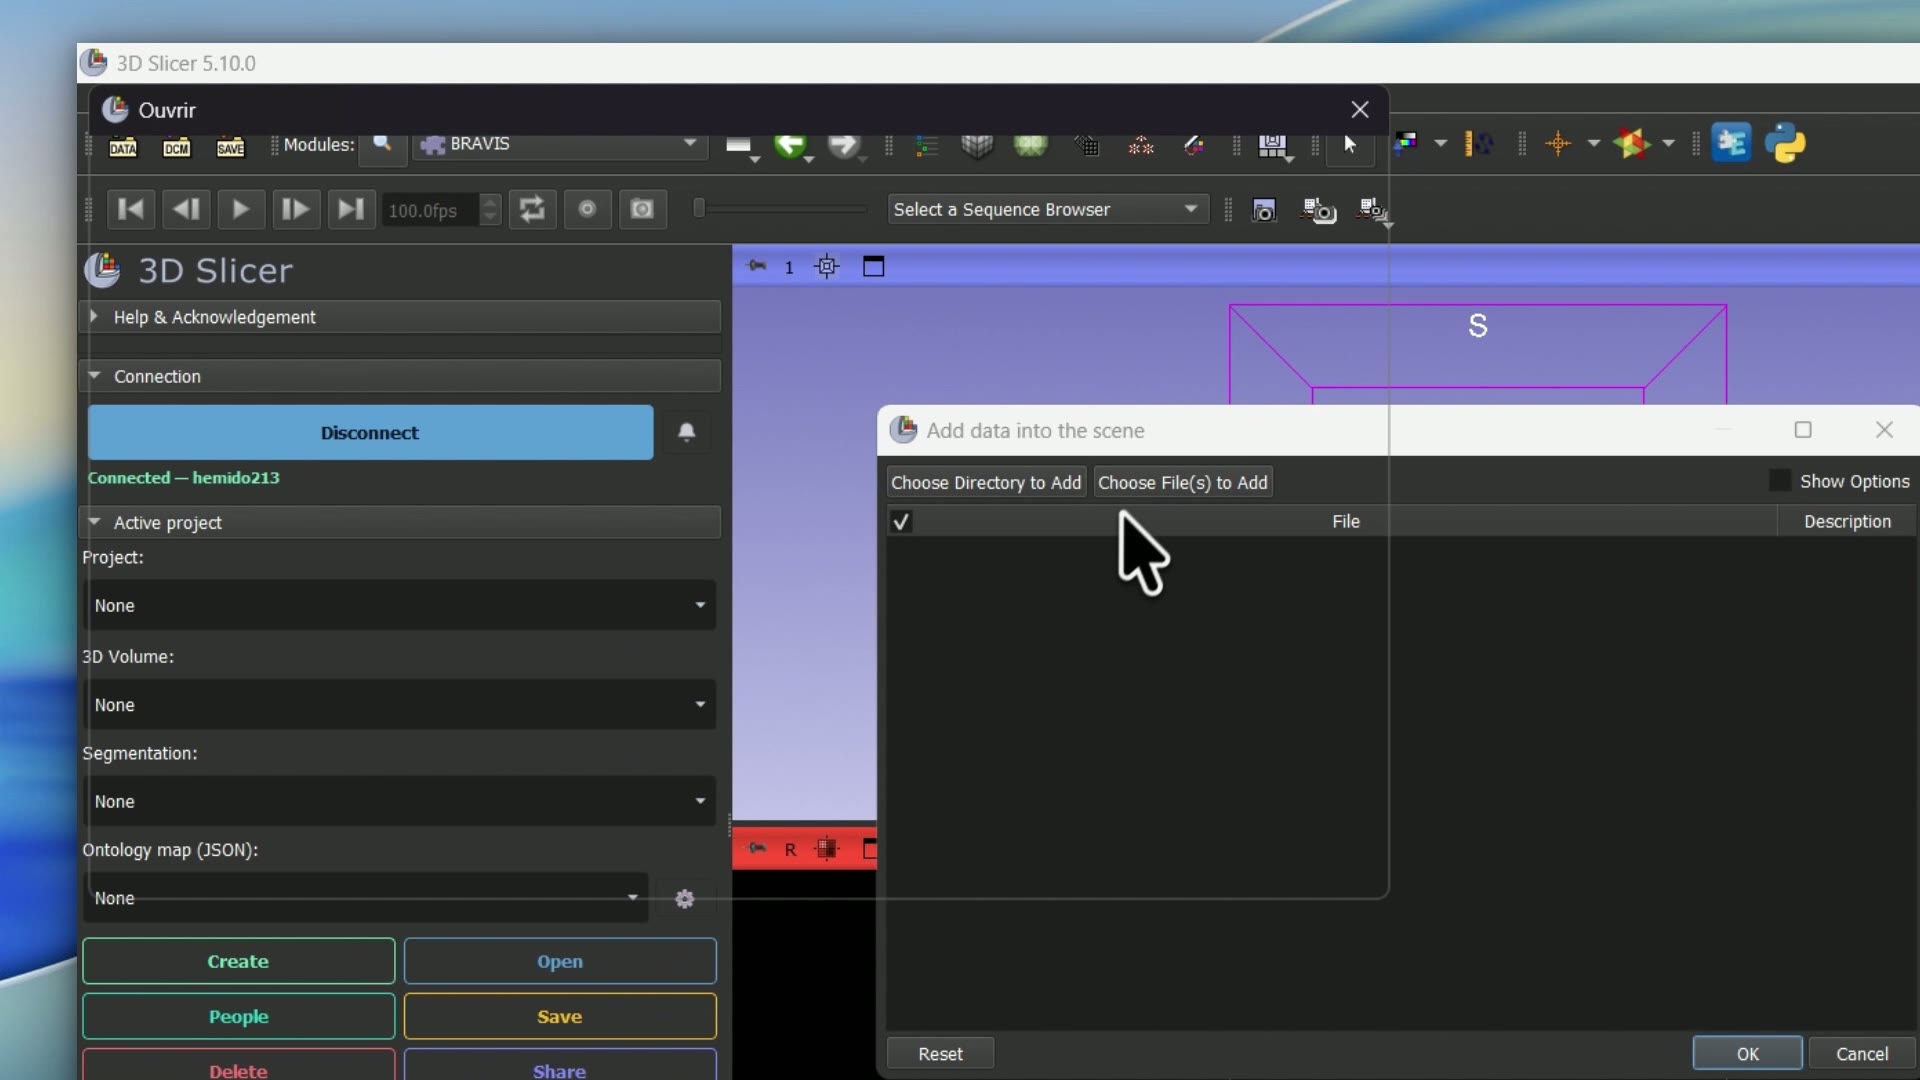 3D Slicer 5.10.0
Ouvrir
DATA
DCM
SAVE
Modules:
BRAVIS
100.0fps
Select a Sequence Browser
3D Slicer
1
Help & Acknowledgement
S
Connection
Disconnect
Connected — hemido213
Active project
Project:
None
3D Volume:
None
Segmentation:
None
Ontology map (JSON):
None
Create
Open
People
Save
Delete
Share
R
Add data into the scene
Choose Directory to Add
Choose File(s) to Add
Show Options
File
Description
Reset
OK
Cancel